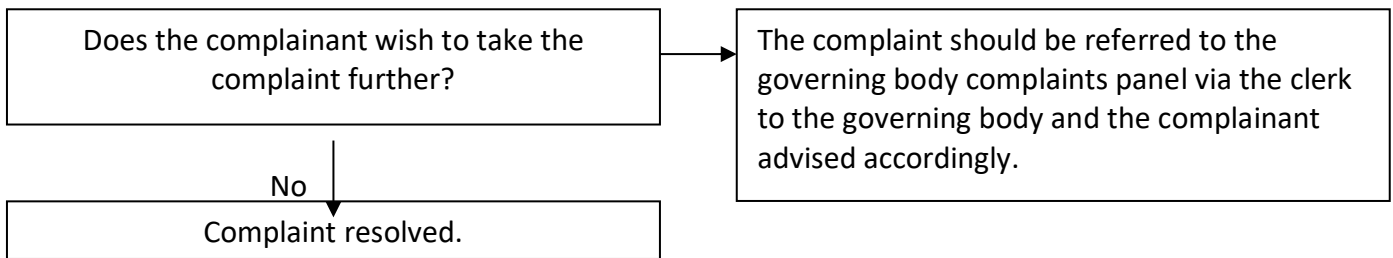 Does the complainant wish to take the
complaint further?
The complaint should be referred to the
governing body complaints panel via the clerk
to the governing body and the complainant
advised accordingly.
No
Complaint resolved.